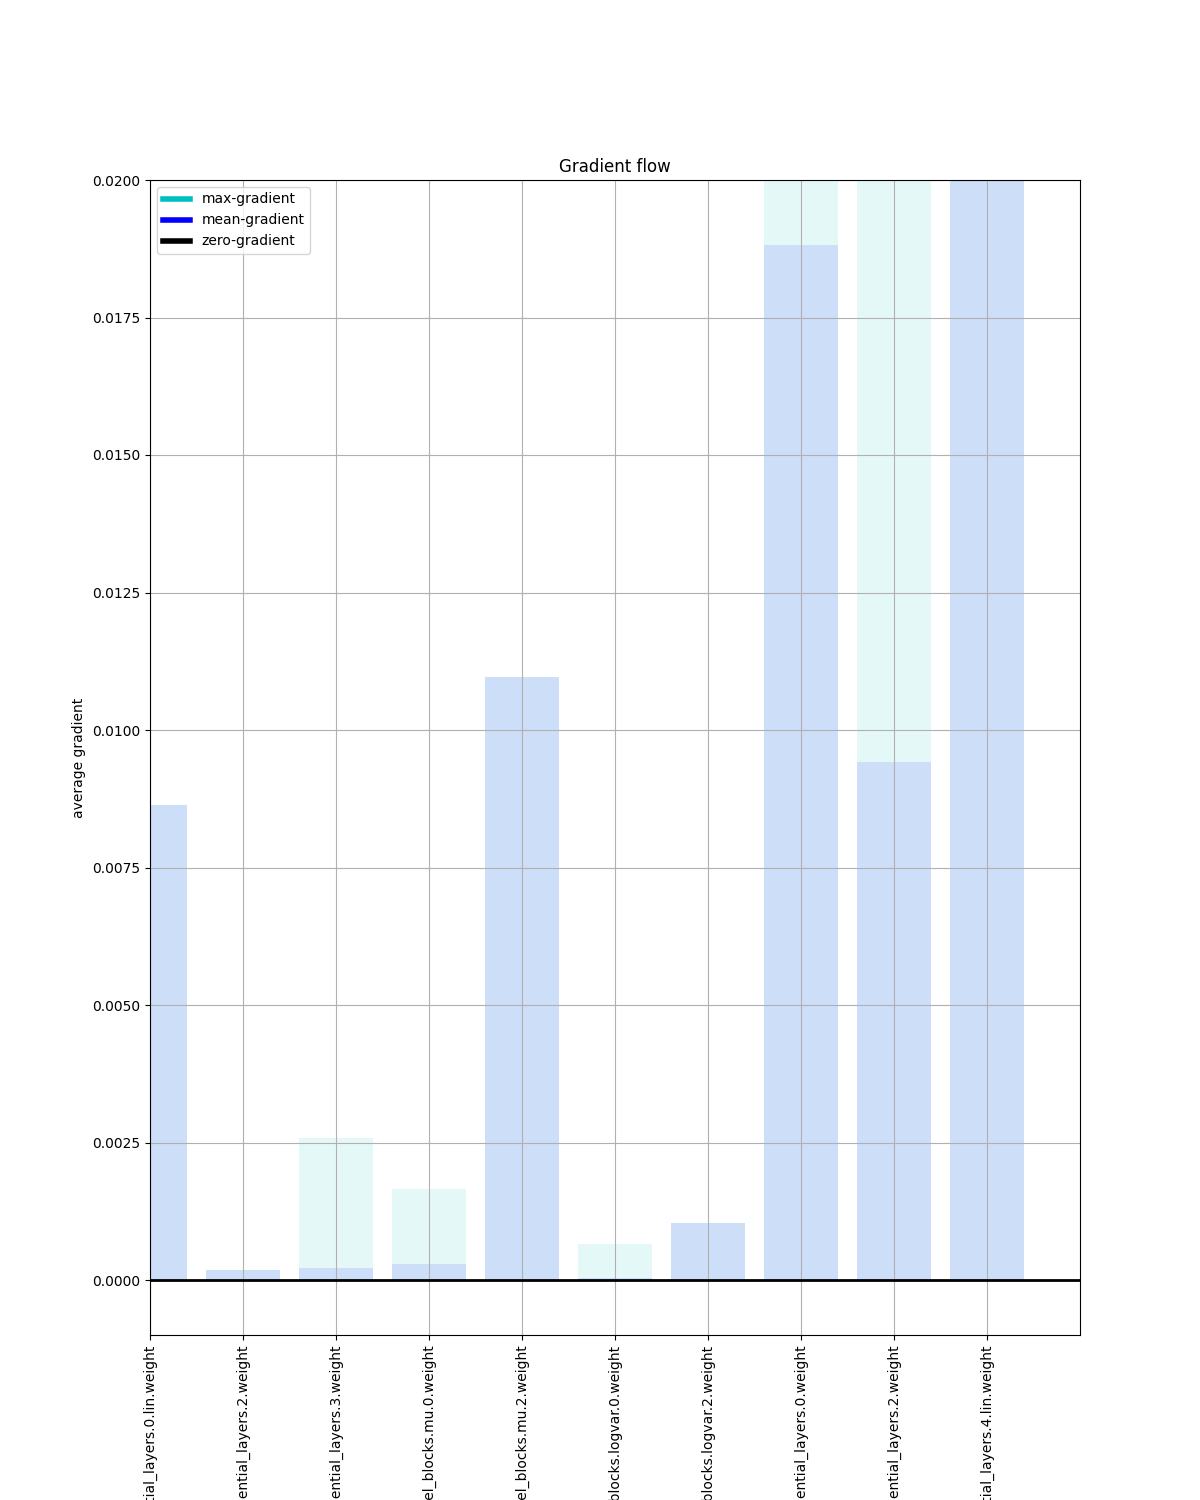 Gradient flow
max-gradient
mean-gradient
zero-gradient
0.0200
0.0175
0.0150
0.0125
0.0100
0.0075
0.0050
0.0025
0.0000
average gradient
tial_layers.0.lin.weight
ential_layers.2.weight
ential_layers.3.weight
el_blocks.mu.0.weight
el_blocks.mu.2.weight
blocks.logvar.0.weight
blocks.logvar.2.weight
ential_layers.0.weight
ential_layers.2.weight
tial_layers.4.lin.weight